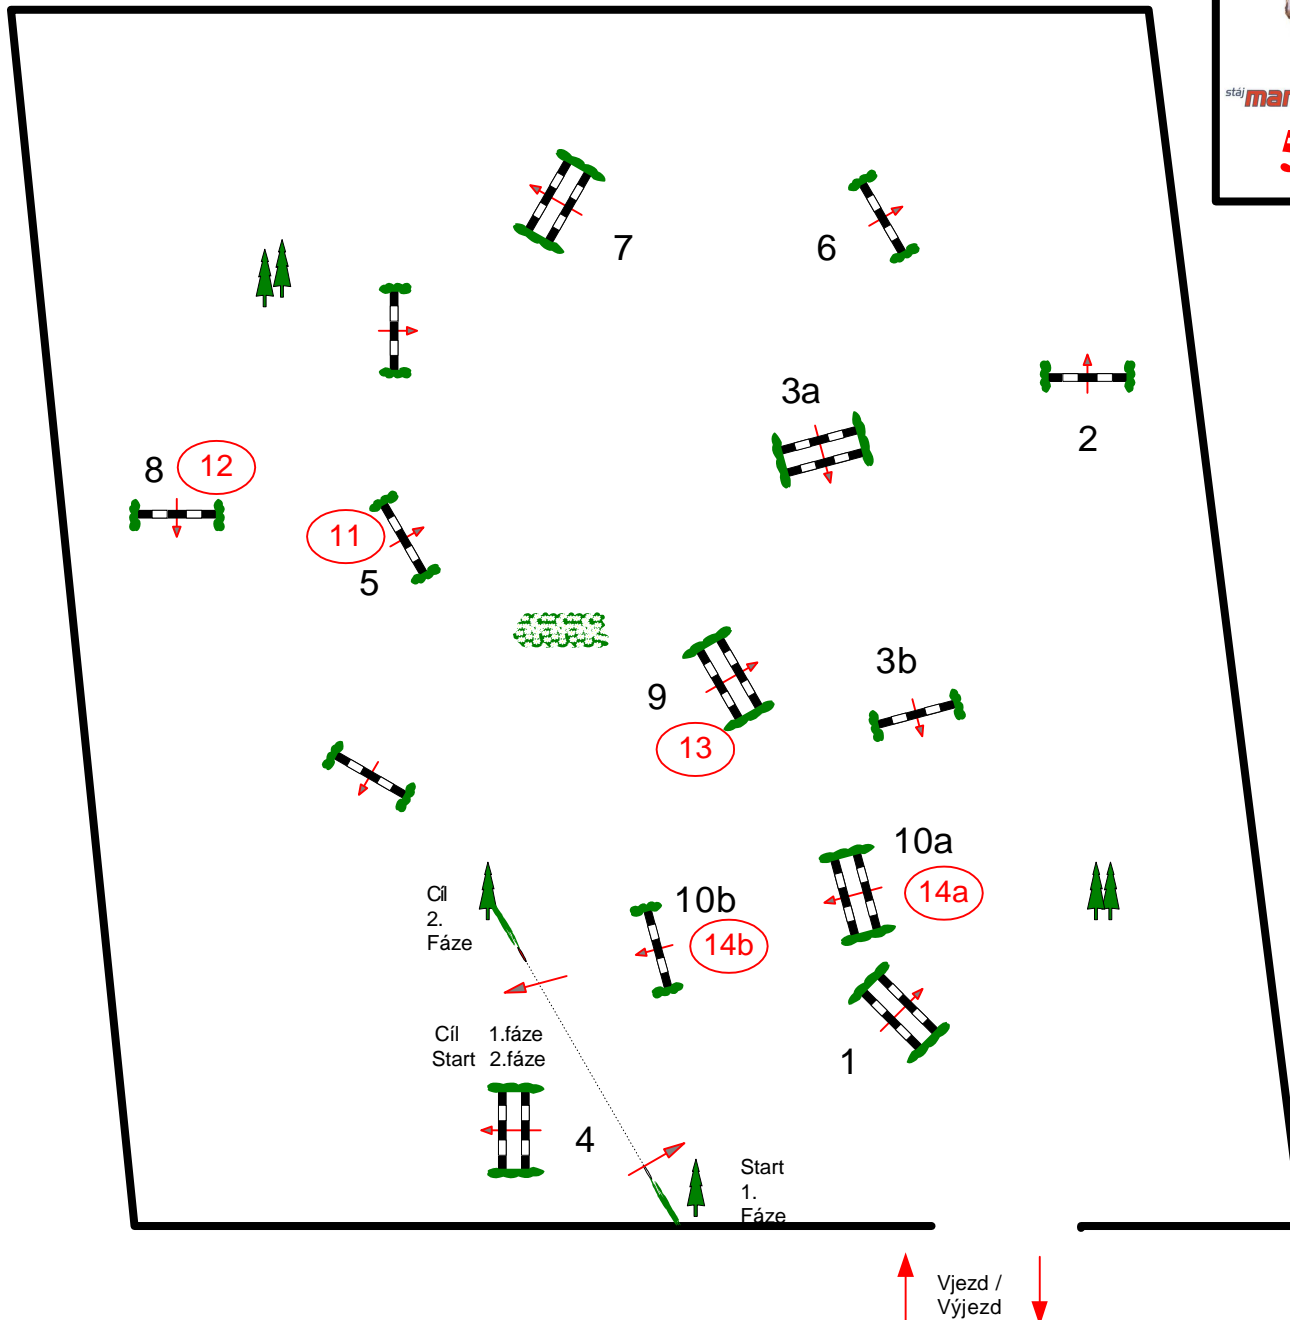 stáj
7
6
3a
2
8
12
11
5
3b
9
13
10a
14a
10b
14b
Cíl
2.
Fáze
Cíl 1.fáze
Start 2.fáze
1
4
Start
1.
Fáze
Vjezd /
Výjezd